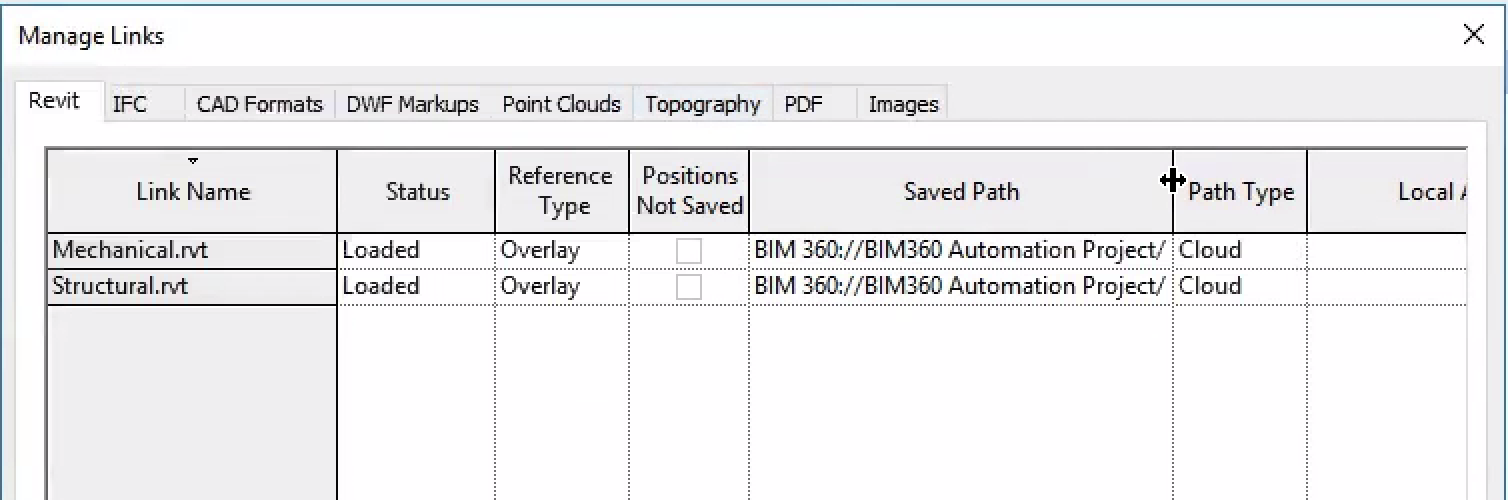 Manage Links
Revit IFC CAD Formats DWF Markups Point Clouds Topography PDF Images
Link Name Status Reference Type Positions Not Saved Saved Path Path Type Local A
Mechanical.rvt Loaded Overlay BIM 360://BIM360 Automation Project/ Cloud
Structural.rvt Loaded Overlay BIM 360://BIM360 Automation Project/ Cloud